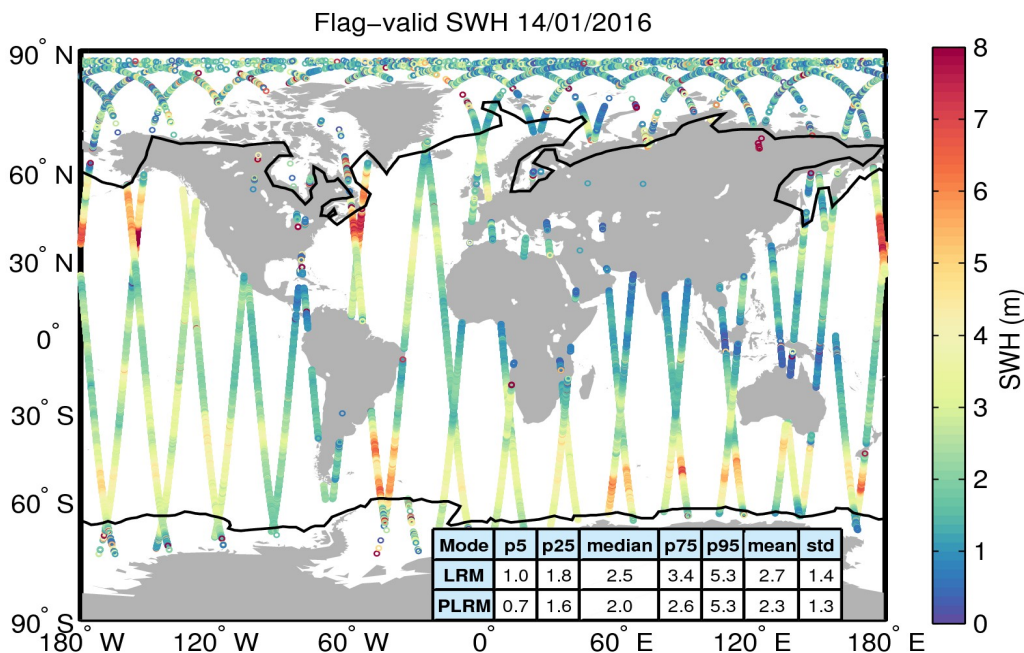 Flag−valid SWH 14/01/2016
90° N
60° N
30° N
0°
30° S
60° S
90° S
180° W
120° W
60° W
0°
60° E
120° E
180° E
Mode p5 p25 median p75 p95 mean std
LRM 1.0 1.8 2.5 3.4 5.3 2.7 1.4
PLRM 0.7 1.6 2.0 2.6 5.3 2.3 1.3
8
7
6
5
4
3
2
1
0
SWH (m)